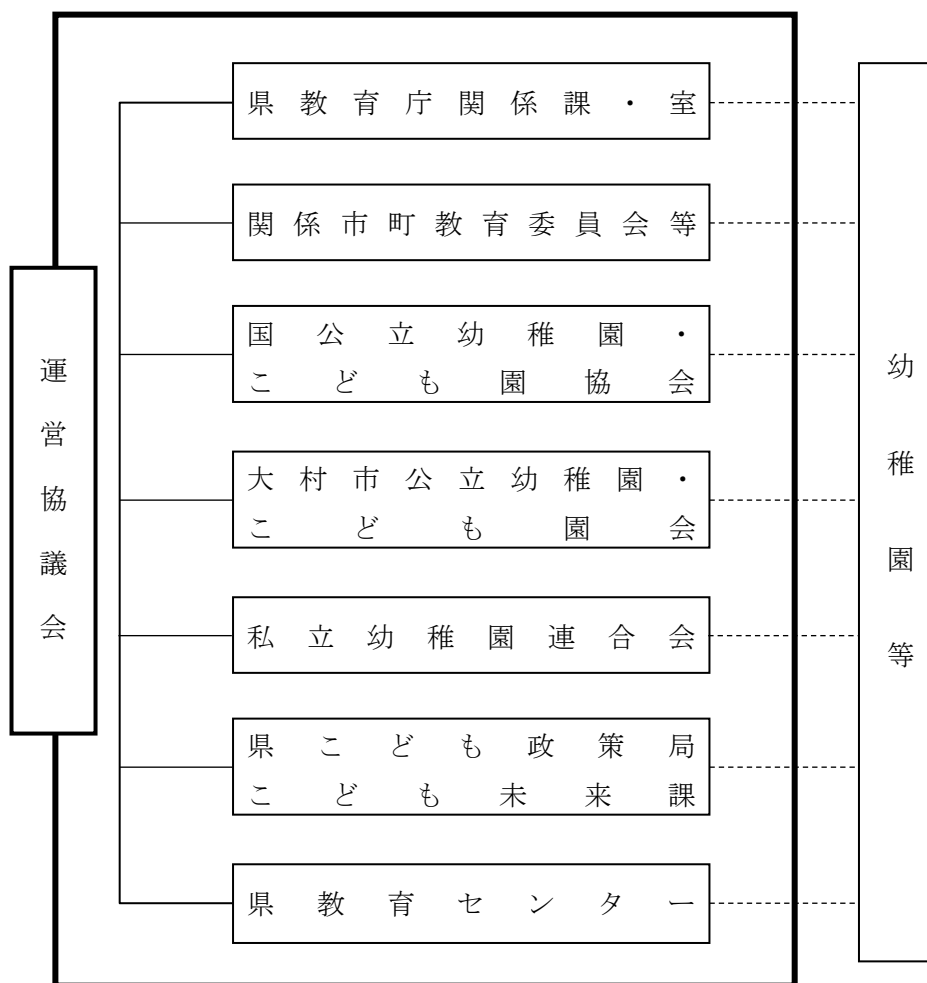 県教育庁関係課・室
関係市町教育委員会等
国公立幼稚園・
こども園協会
大村市公立幼稚園・
こども園会
私立幼稚園連合会
県こども政策局
こども未来課
県教育センター
運営協議会
幼稚園等